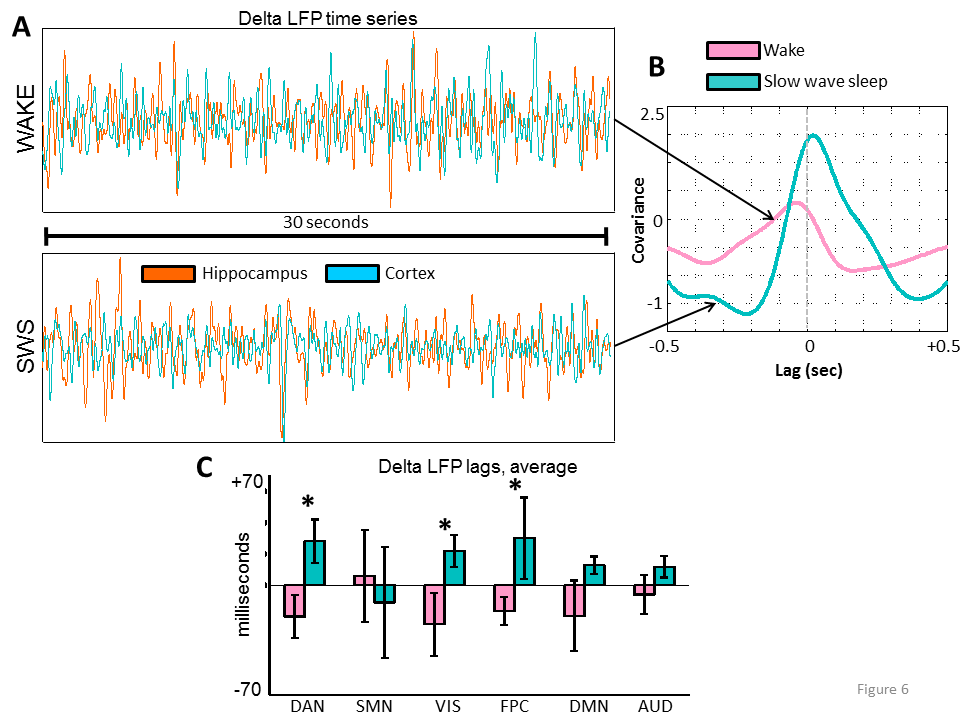 A
Delta LFP time series
WAKE
30 seconds
Hippocampus
Cortex
SWS
Wake
Slow wave sleep
B
2.5
0
-1
Covariance
-0.5
0
+0.5
Lag (sec)
C
Delta LFP lags, average
+70
-70
milliseconds
* * *
DAN SMN VIS FPC DMN AUD
Figure 6